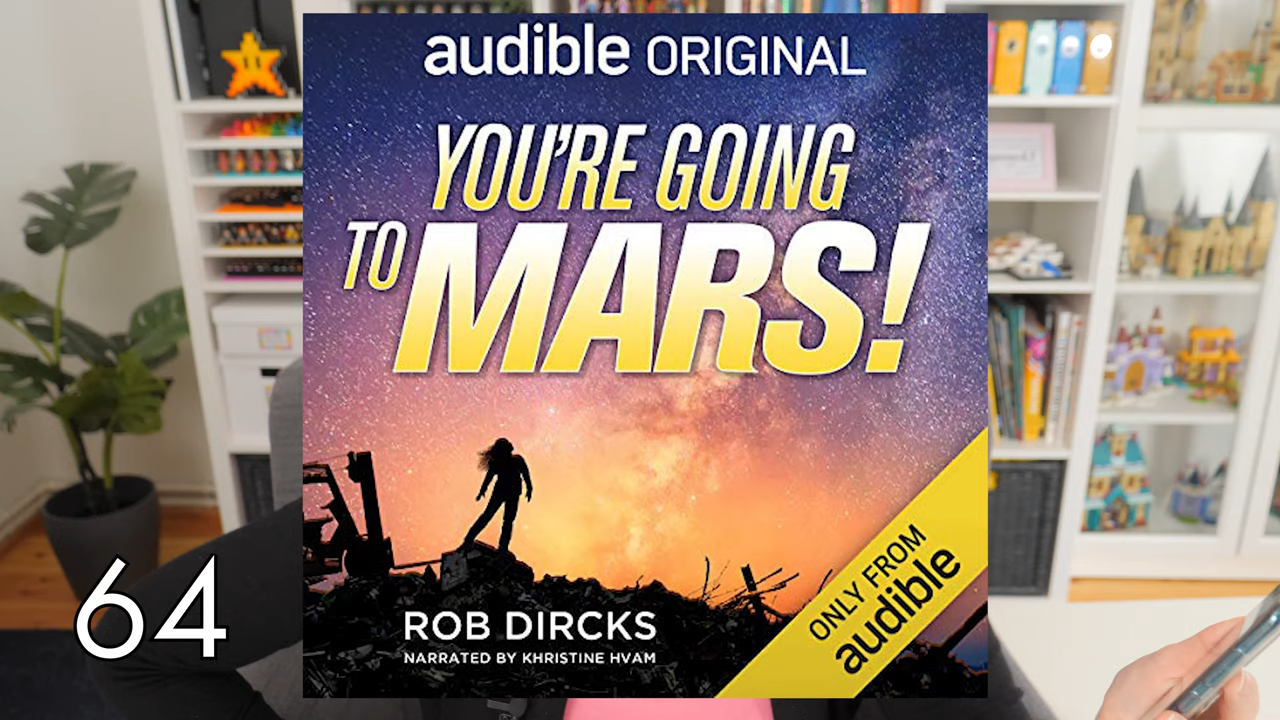 audible ORIGINAL
YOU'RE GOING
TO MARS!
ONLY FROM
audible
ROB DIRCKS
NARRATED BY KHRISTINE HVAM
64